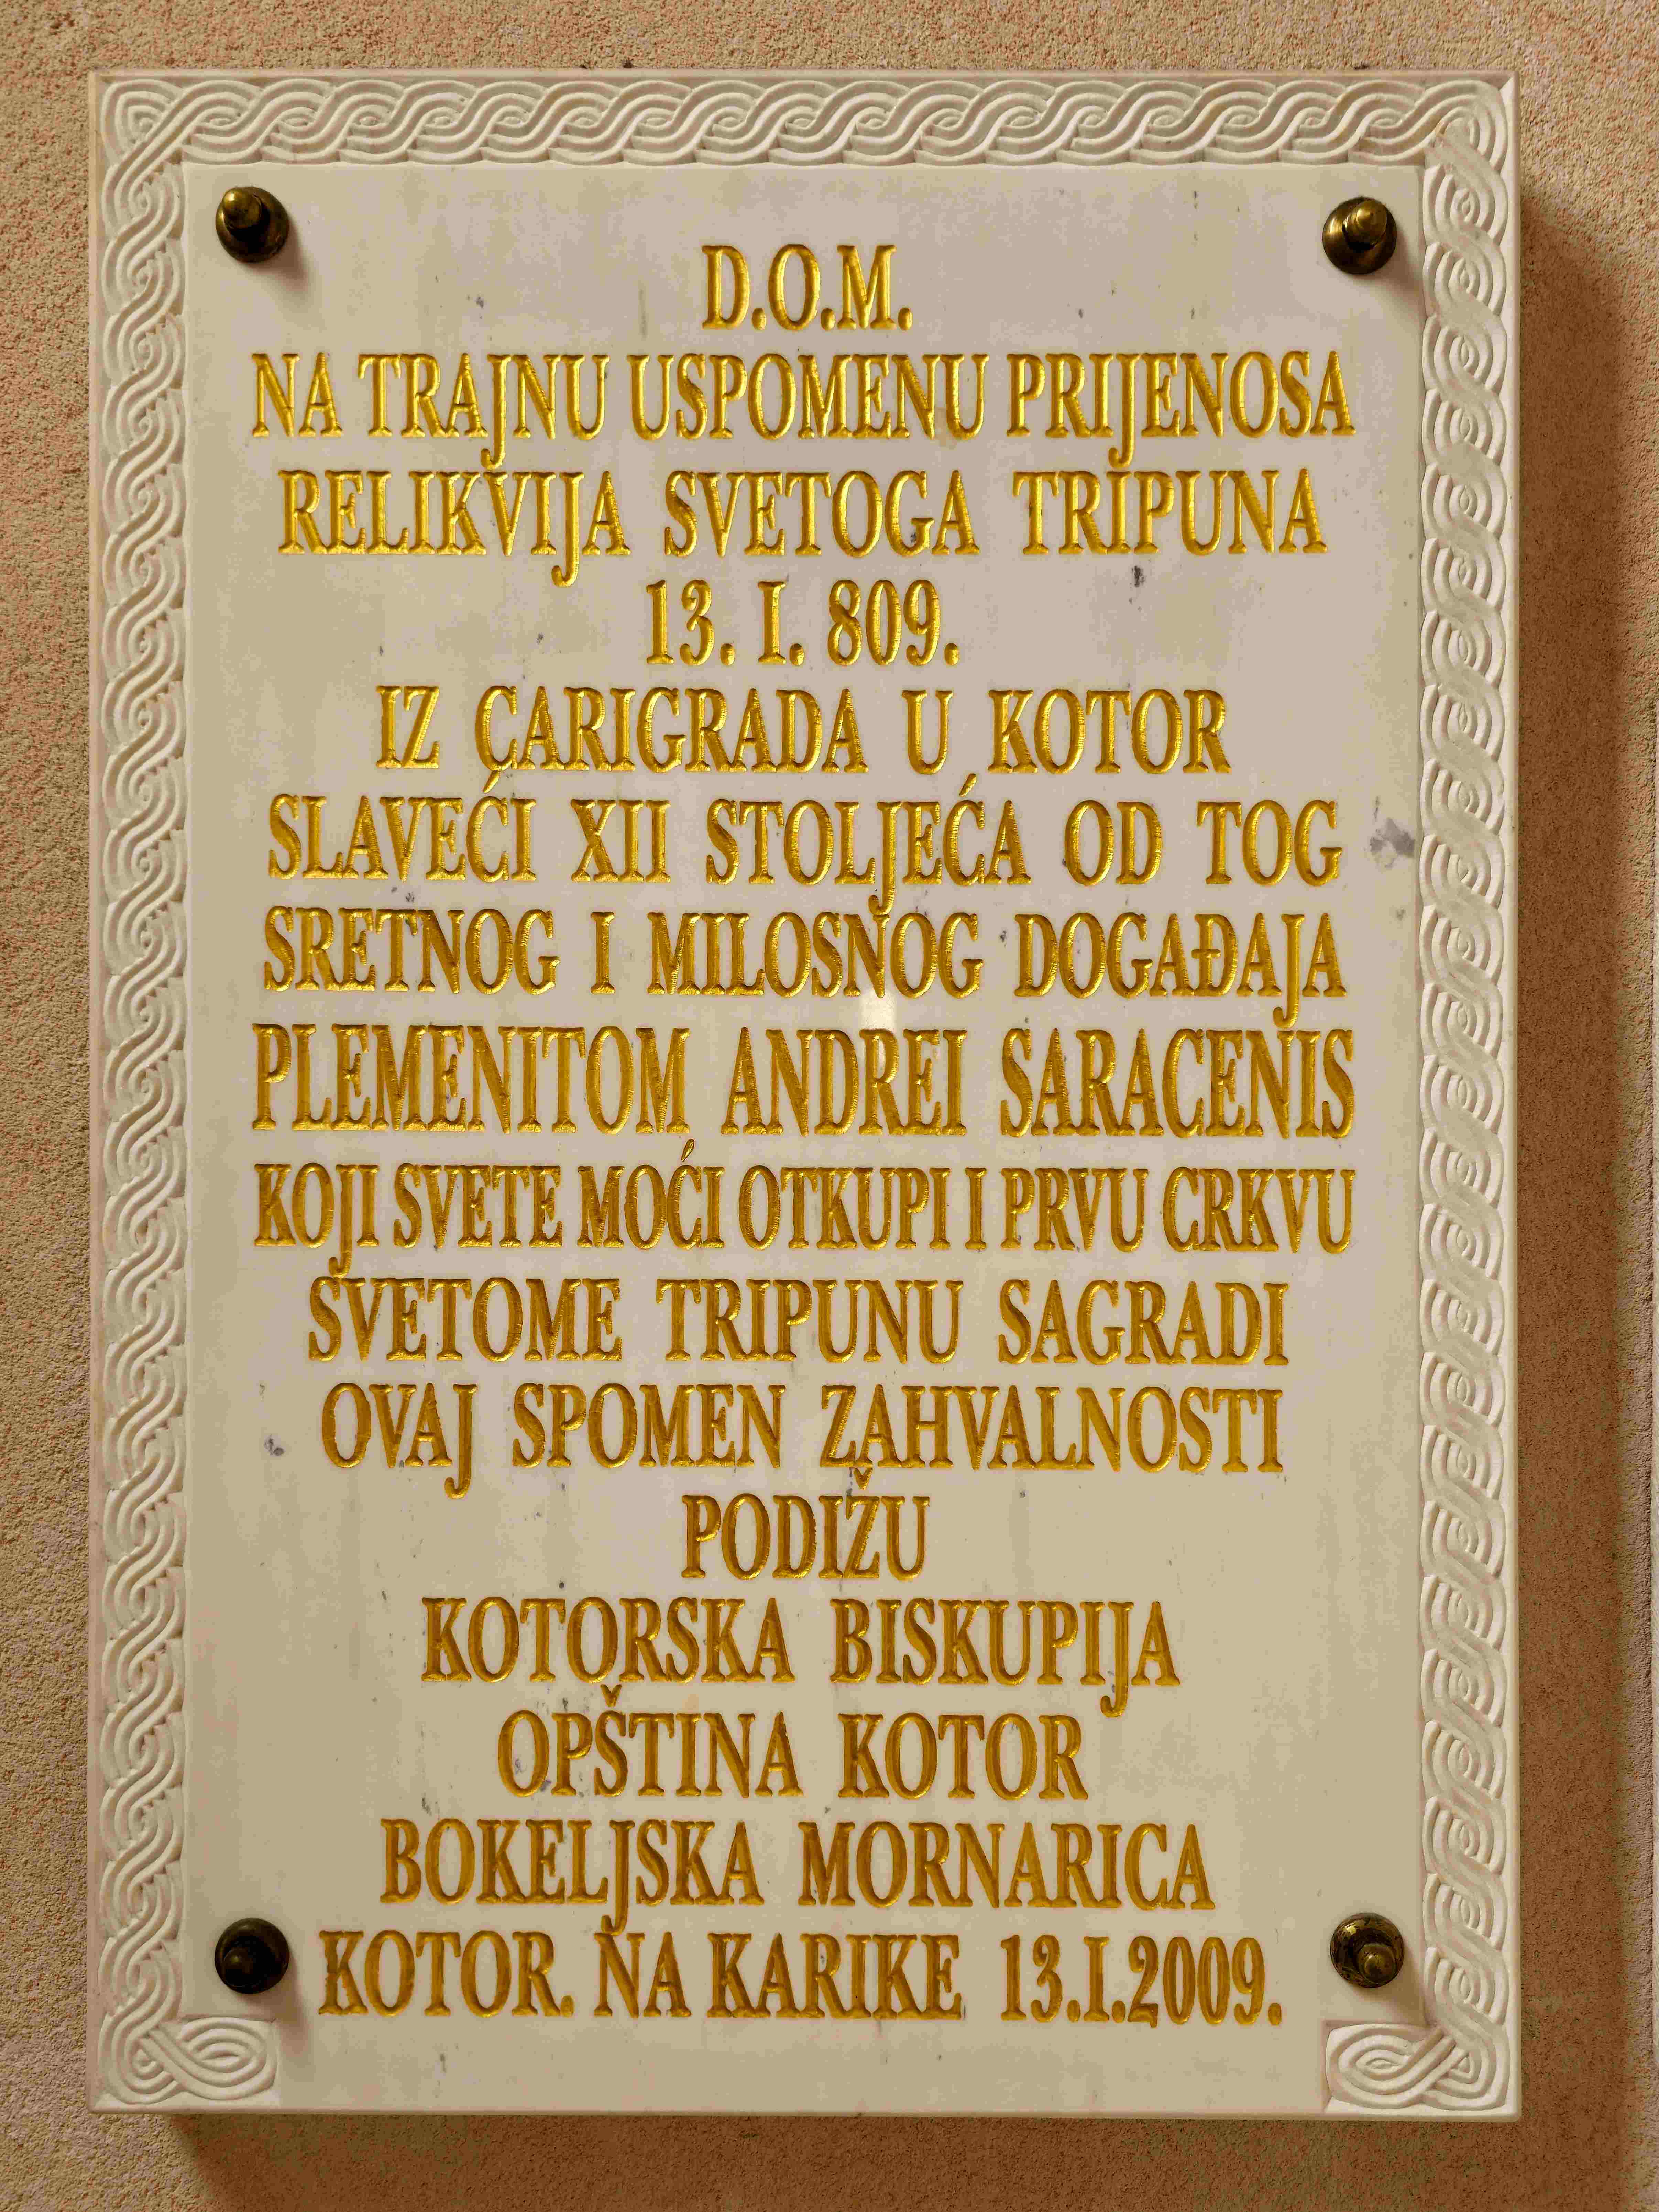 D.O.M.
NA TRAJNU USPOMENU PRIJENOSA
RELIKVIJA SVETOGA TRIPUNA
13. I. 809.
IZ CARIGRADA U KOTOR
SLAVEĆI XII STOLJEĆA OD TOG
SRETNOG I MILOSNOG DOGAĐAJA
PLEMENITOM ANDREI SARACENIS
KOJI SVETE MOĆI OTKUPI I PRVU CRKVU
SVETOME TRIPUNU SAGRADI
OVAJ SPOMEN ZAHVALNOSTI
PODIŽU
KOTORSKA BISKUPIJA
OPŠTINA KOTOR
BOKELJSKA MORNARICA
KOTOR. NA KARIKE 13.I.2009.